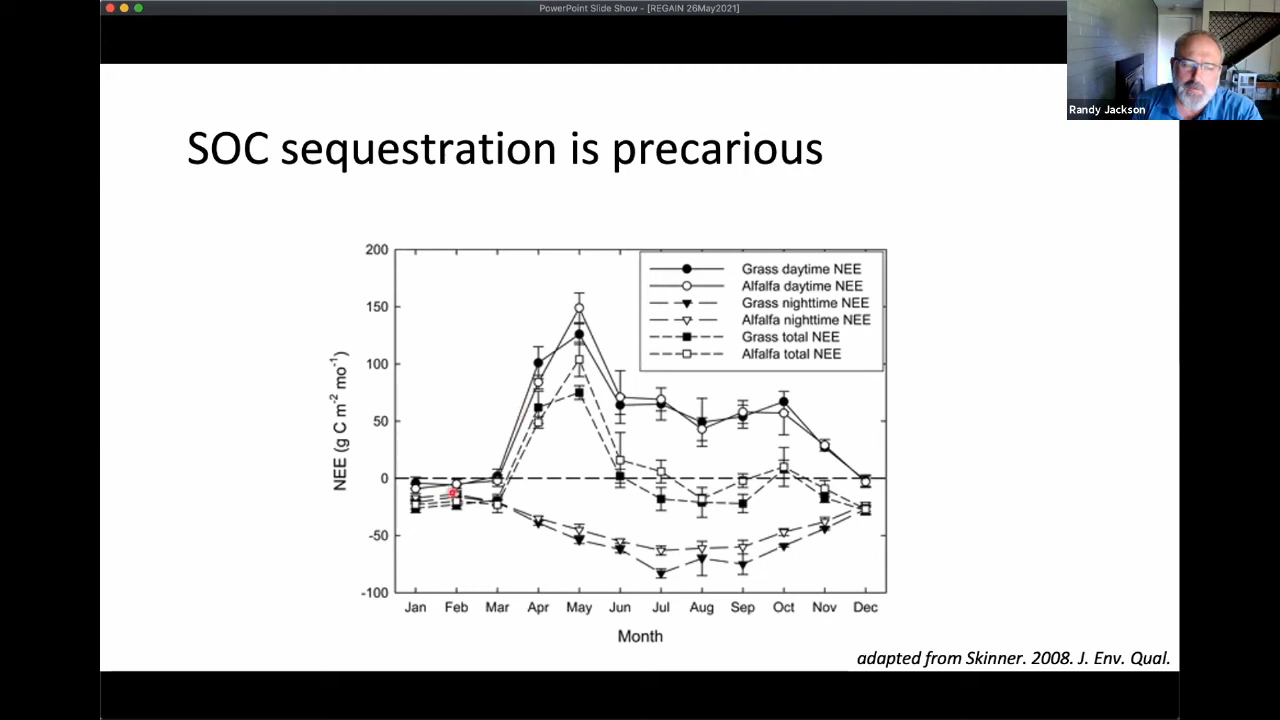 PowerPoint Slide Show - [REGAIN 26May2021]
Randy Jackson
SOC sequestration is precarious
200
150
100
50
0
-50
-100
NEE (g C m-2 mo-1)
Grass daytime NEE
Alfalfa daytime NEE
Grass nighttime NEE
Alfalfa nighttime NEE
Grass total NEE
Alfalfa total NEE
Jan Feb Mar Apr May Jun Jul Aug Sep Oct Nov Dec
Month
adapted from Skinner. 2008. J. Env. Qual.